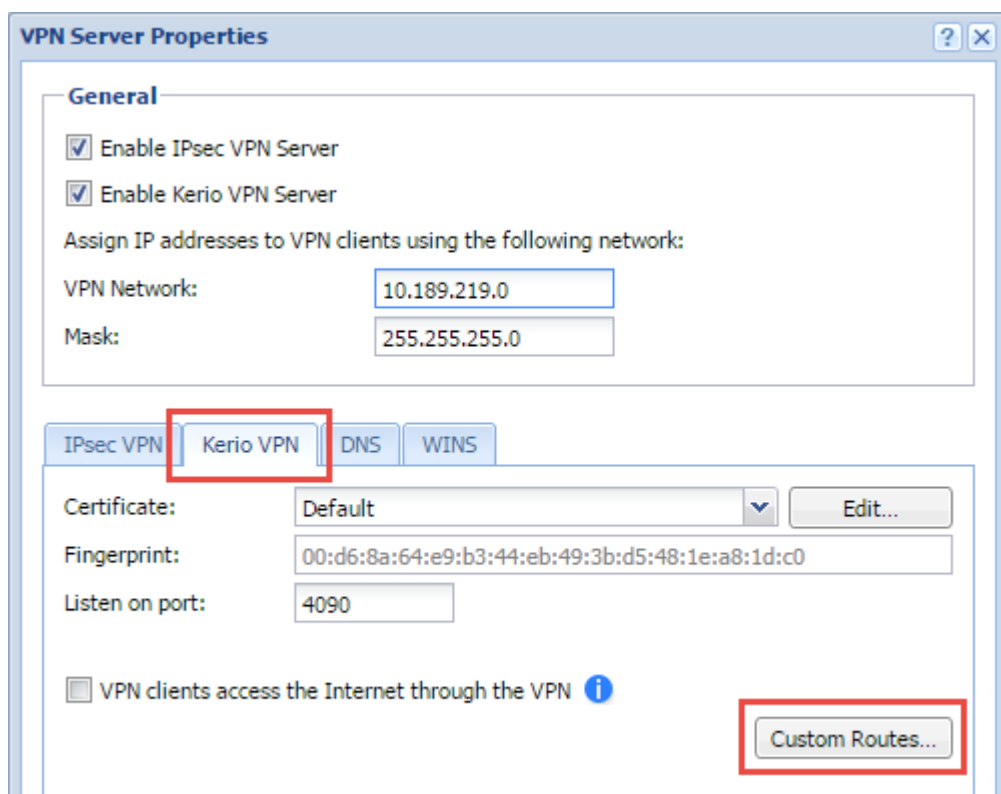 VPN Server Properties
General
Enable IPsec VPN Server
Enable Kerio VPN Server
Assign IP addresses to VPN clients using the following network:
VPN Network: 10.189.219.0
Mask: 255.255.255.0
IPsec VPN Kerio VPN DNS WINS
Certificate: Default Edit...
Fingerprint: 00:d6:8a:64:e9:b3:44:eb:49:3b:d5:48:1e:a8:1d:c0
Listen on port: 4090
VPN clients access the Internet through the VPN
Custom Routes...